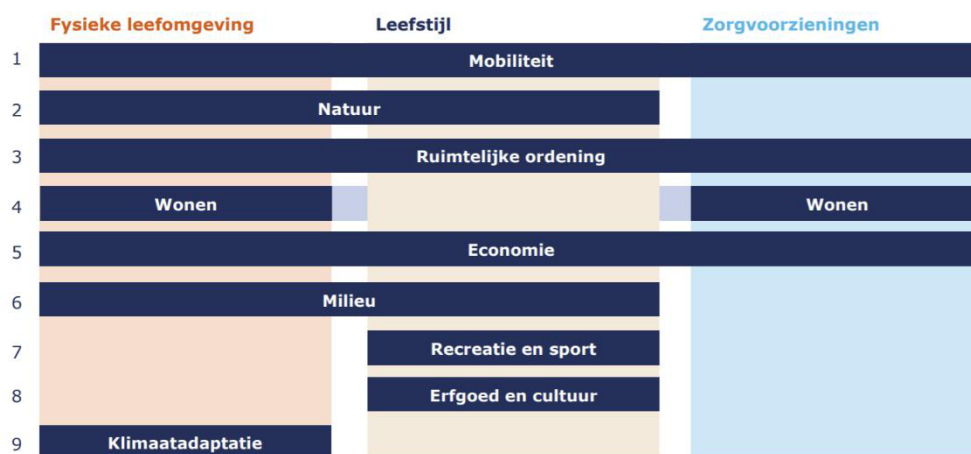 Fysieke leefomgeving Leefstijl Zorgvoorzieningen
1 Mobiliteit
2 Natuur
3 Ruimtelijke ordening
4 Wonen Wonen
5 Economie
6 Milieu
7 Recreatie en sport
8 Erfgoed en cultuur
9 Klimaatadaptatie